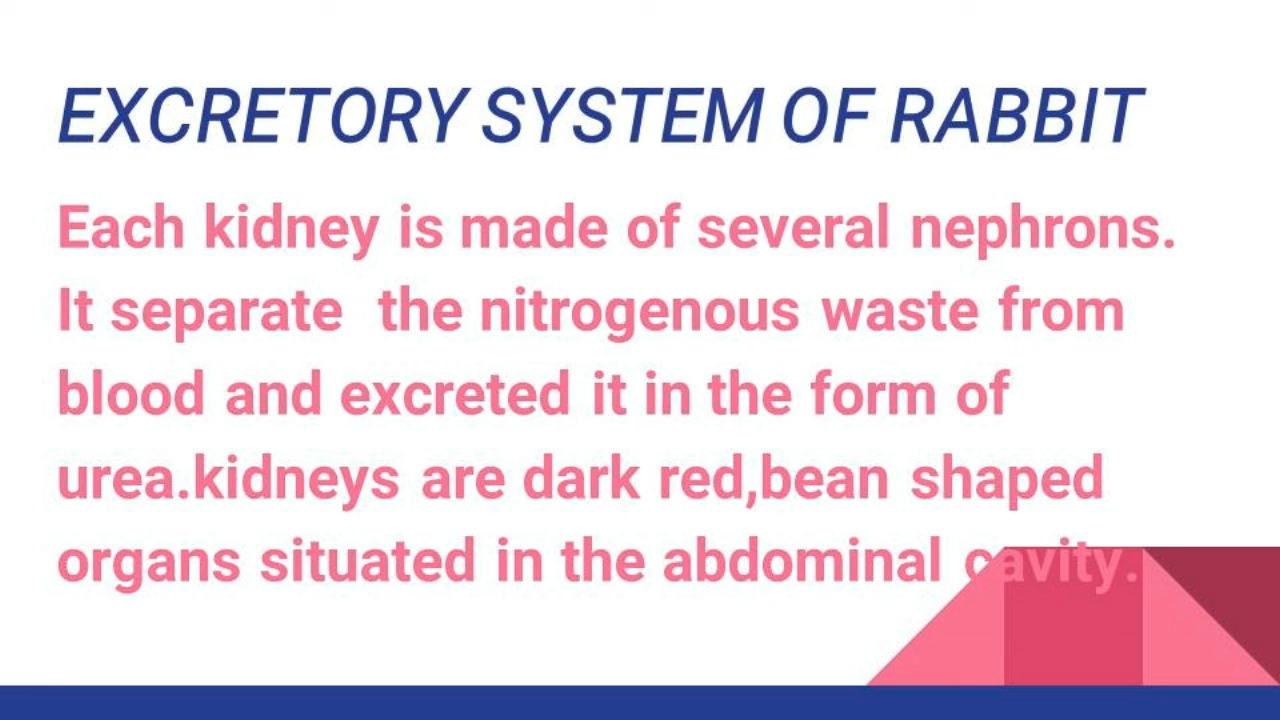 EXCRETORY SYSTEM OF RABBIT
Each kidney is made of several nephrons.
It separate  the nitrogenous waste from
blood and excreted it in the form of
urea.kidneys are dark red,bean shaped
organs situated in the abdominal cavity.